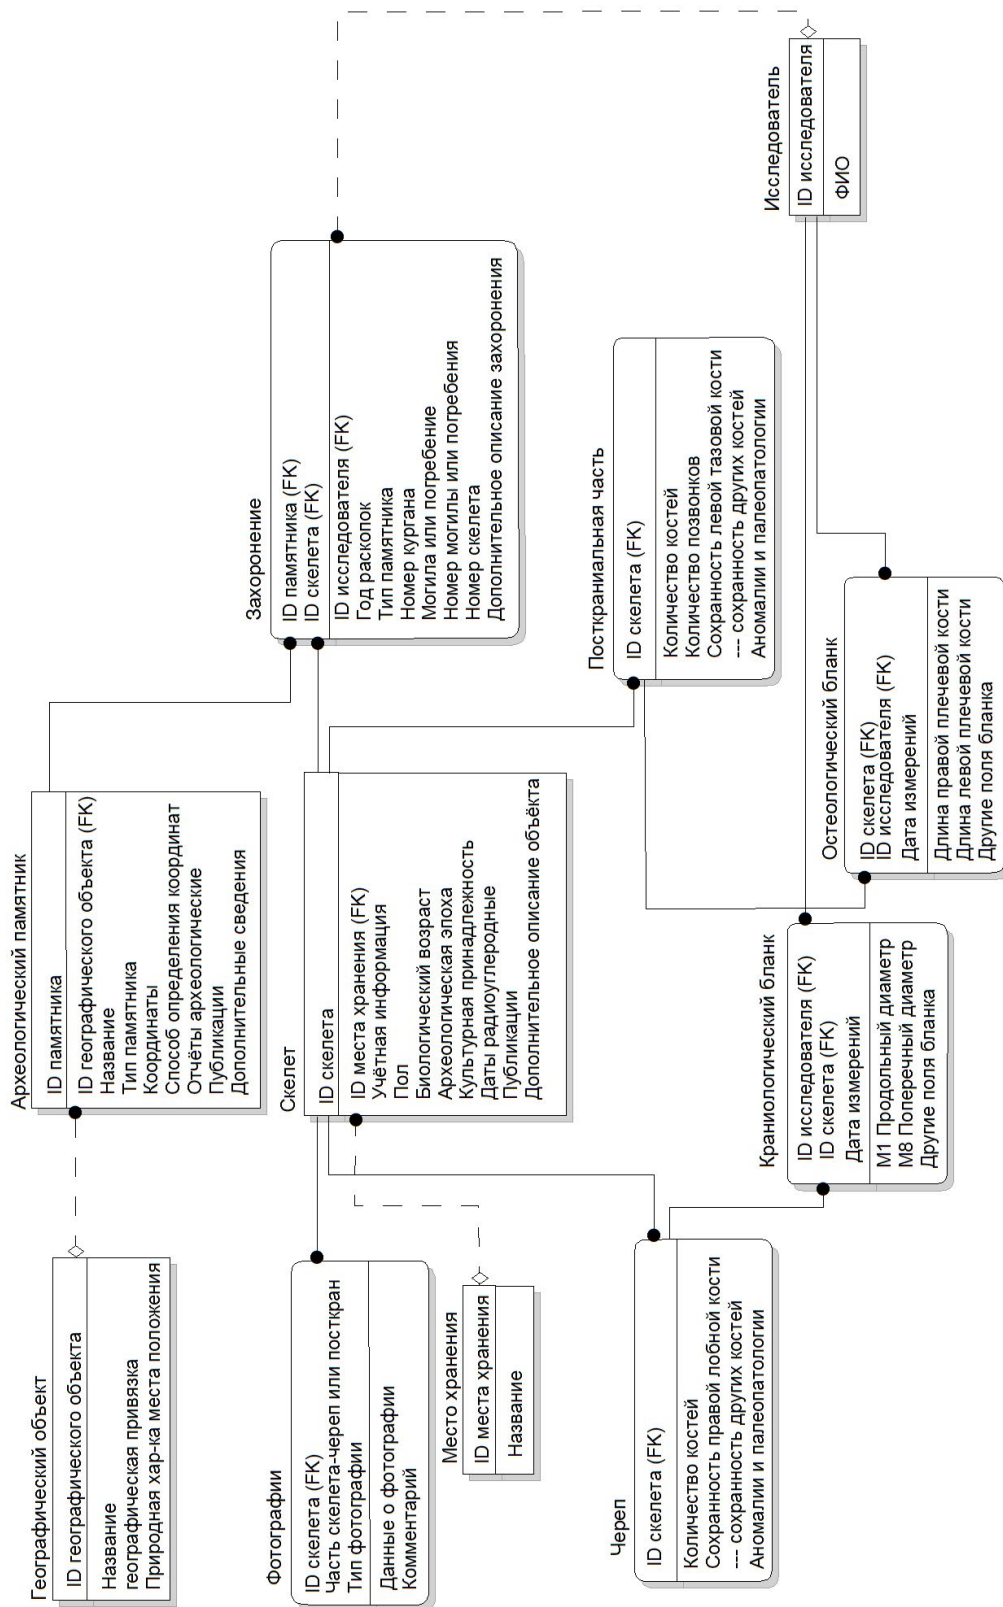 Географический объект
ID географического объекта
Название
географическая привязка
Природная хар-ка места положения
Археологический памятник
ID памятника
ID географического объекта (FK)
Название
Тип памятника
Координаты
Способ определения координат
Отчёты археологические
Публикации
Дополнительные сведения
Захоронение
ID памятника (FK)
ID скелета (FK)
ID исследователя (FK)
Год раскопок
Тип памятника
Номер кургана
Могила или погребение
Номер могилы или погребения
Номер скелета
Дополнительное описание захоронения
Фотографии
ID скелета (FK)
Часть скелета-череп или посткран
Тип фотографии
Данные о фотографии
Комментарий
Скелет
ID скелета
ID места хранения (FK)
Учётная информация
Пол
Биологический возраст
Археологическая эпоха
Культурная принадлежность
Даты радиоуглеродные
Публикации
Дополнительное описание объёкта
Место хранения
ID места хранения
Название
Посткраниальная часть
ID скелета (FK)
Количество костей
Количество позвонков
Сохранность левой тазовой кости
--- сохранность других костей
Аномалии и палеопатологии
Череп
ID скелета (FK)
Количество костей
Сохранность правой лобной кости
--- сохранность других костей
Аномалии и палеопатологии
Краниологический бланк
ID исследователя (FK)
ID скелета (FK)
Дата измерений
М1 Продольный диаметр
М8 Поперечный диаметр
Другие поля бланка
Остеологический бланк
ID скелета (FK)
ID исследователя (FK)
Дата измерений
Длина правой плечевой кости
Длина левой плечевой кости
Другие поля бланка
Исследователь
ID исследователя
ФИО